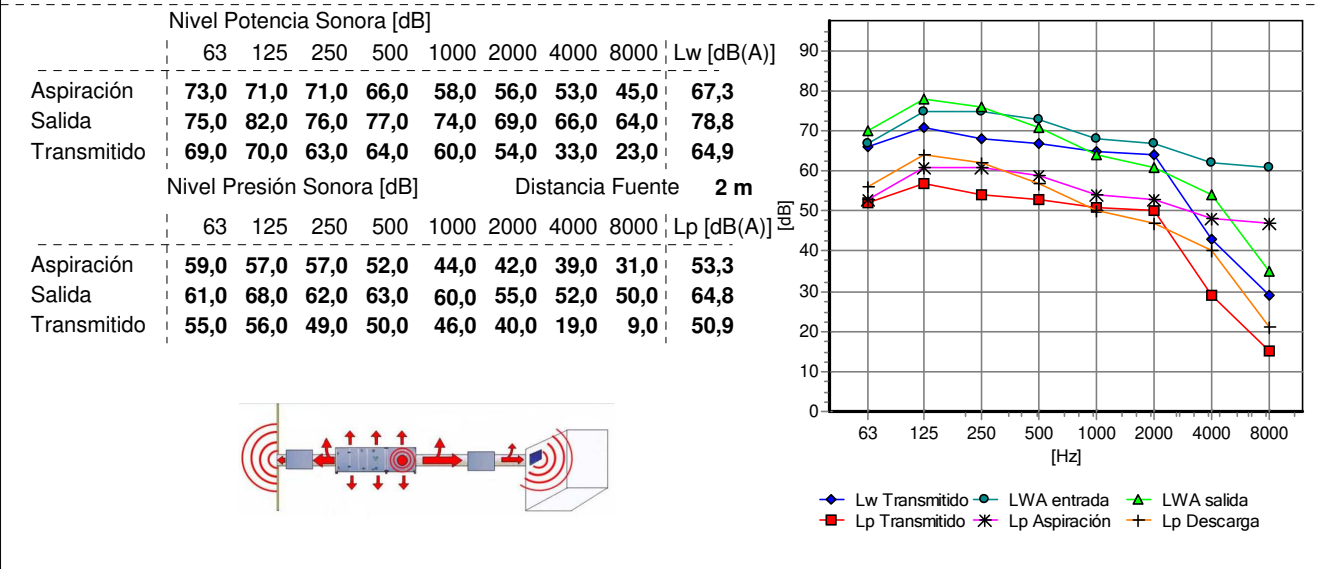 Nivel Potencia Sonora [dB]
63 125 250 500 1000 2000 4000 8000 Lw [dB(A)]
Aspiración 73,0 71,0 71,0 66,0 58,0 56,0 53,0 45,0 67,3
Salida 75,0 82,0 76,0 77,0 74,0 69,0 66,0 64,0 78,8
Transmitido 69,0 70,0 63,0 64,0 60,0 54,0 33,0 23,0 64,9
Nivel Presión Sonora [dB] Distancia Fuente 2 m
63 125 250 500 1000 2000 4000 8000 Lp [dB(A)]
Aspiración 59,0 57,0 57,0 52,0 44,0 42,0 39,0 31,0 53,3
Salida 61,0 68,0 62,0 63,0 60,0 55,0 52,0 50,0 64,8
Transmitido 55,0 56,0 49,0 50,0 46,0 40,0 19,0 9,0 50,9
90
80
70
60
50
40
30
20
10
0
[dB]
63 125 250 500 1000 2000 4000 8000
[Hz]
Lw Transmitido LWA entrada LWA salida
Lp Transmitido Lp Aspiración Lp Descarga